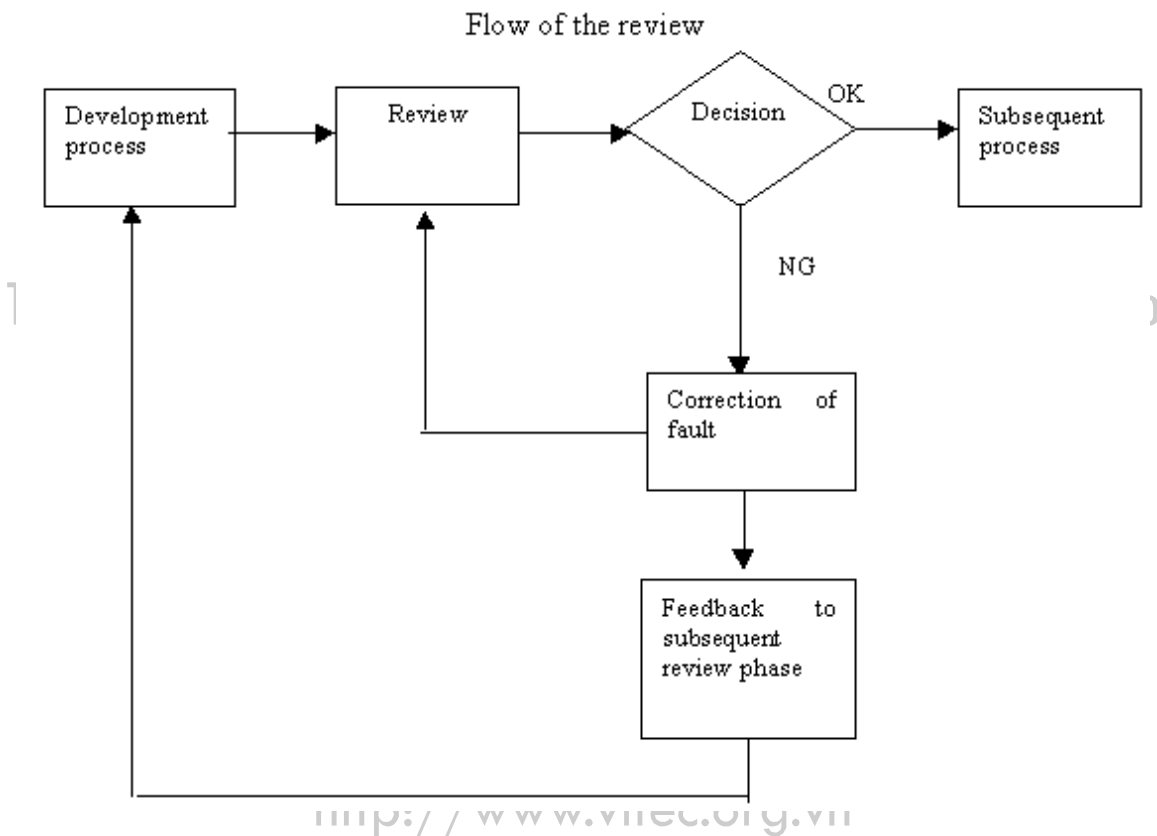 Flow of the review
Development
process
Review
Decision
OK
Subsequent
process
NG
Correction of
fault
Feedback to
subsequent
review phase